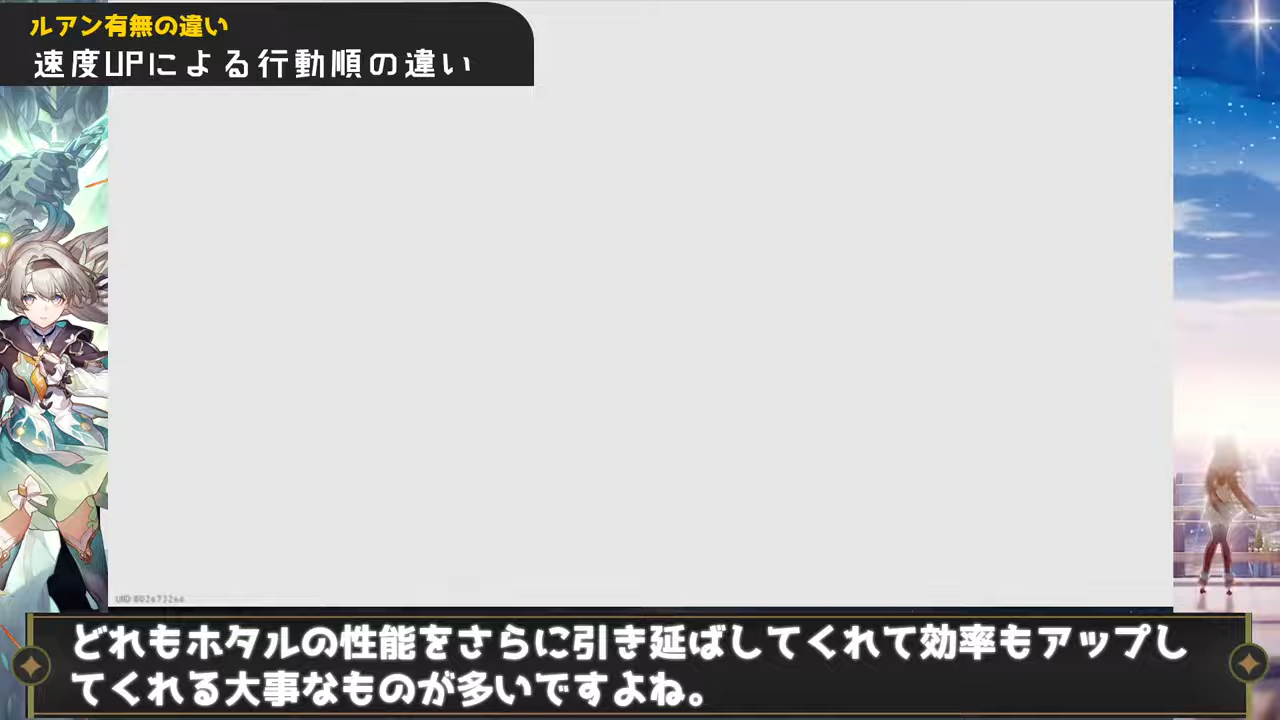 ルアン有無の違い
速度UPによる行動順の違い
どれもホタルの性能をさらに引き延ばしてくれて効率もアップし
てくれる大事なものが多いですよね。